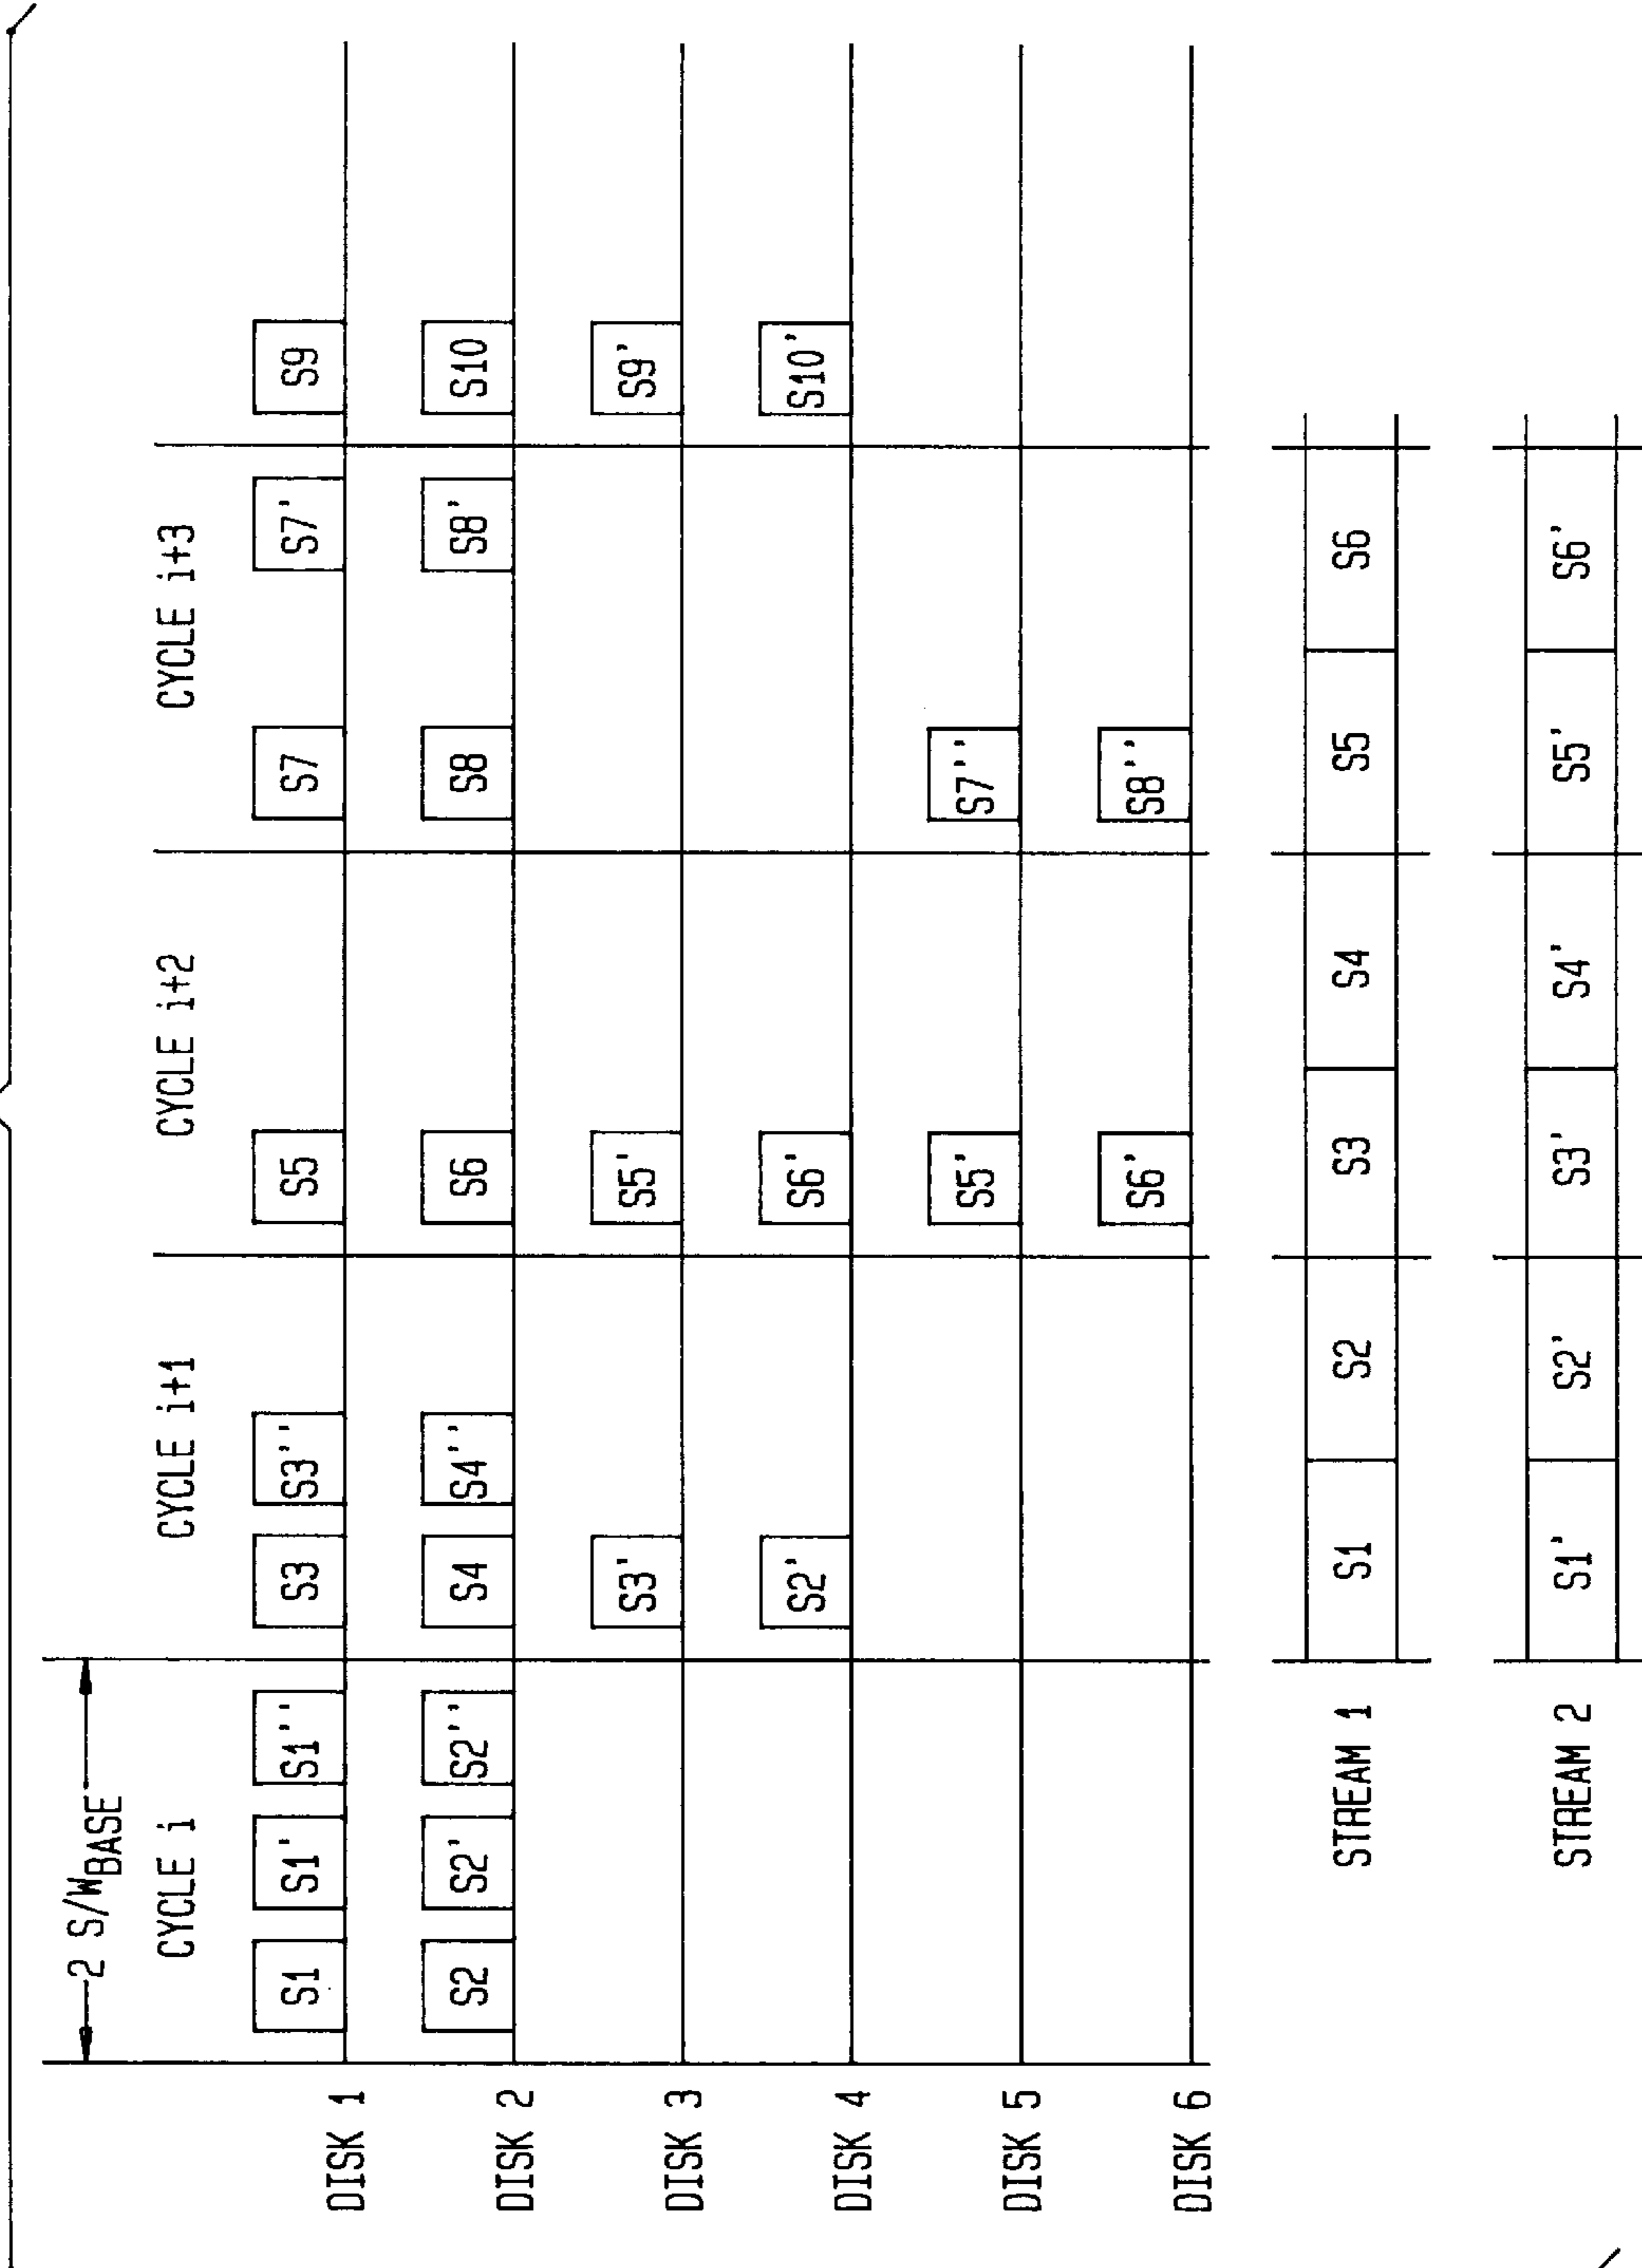 2 S/WBASE
CYCLE i CYCLE i+1 CYCLE i+2 CYCLE i+3
DISK 1 S1 S1' S1'' S3 S3'' S5 S7 S7' S9
DISK 2 S2 S2' S2'' S4 S4'' S6 S8 S8' S10
DISK 3 S3' S5' S9'
DISK 4 S2' S6' S10'
DISK 5 S5' S7''
DISK 6 S6' S8''
STREAM 1 S1 S2 S3 S4 S5 S6
STREAM 2 S1' S2' S3' S4' S5' S6'